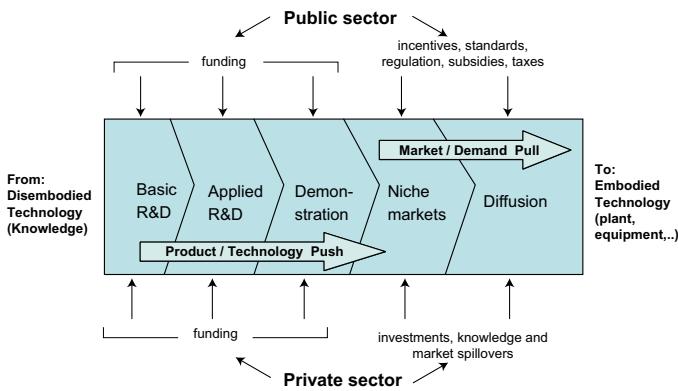 Public sector
funding
incentives, standards,
regulation, subsidies, taxes
Market / Demand Pull
From:
Disembodied
Technology
(Knowledge)
Basic
R&D
Applied
R&D
Demon-
stration
Niche
markets
Diffusion
To:
Embodied
Technology
(plant,
equipment,..)
Product / Technology Push
funding
investments, knowledge and
market spillovers
Private sector